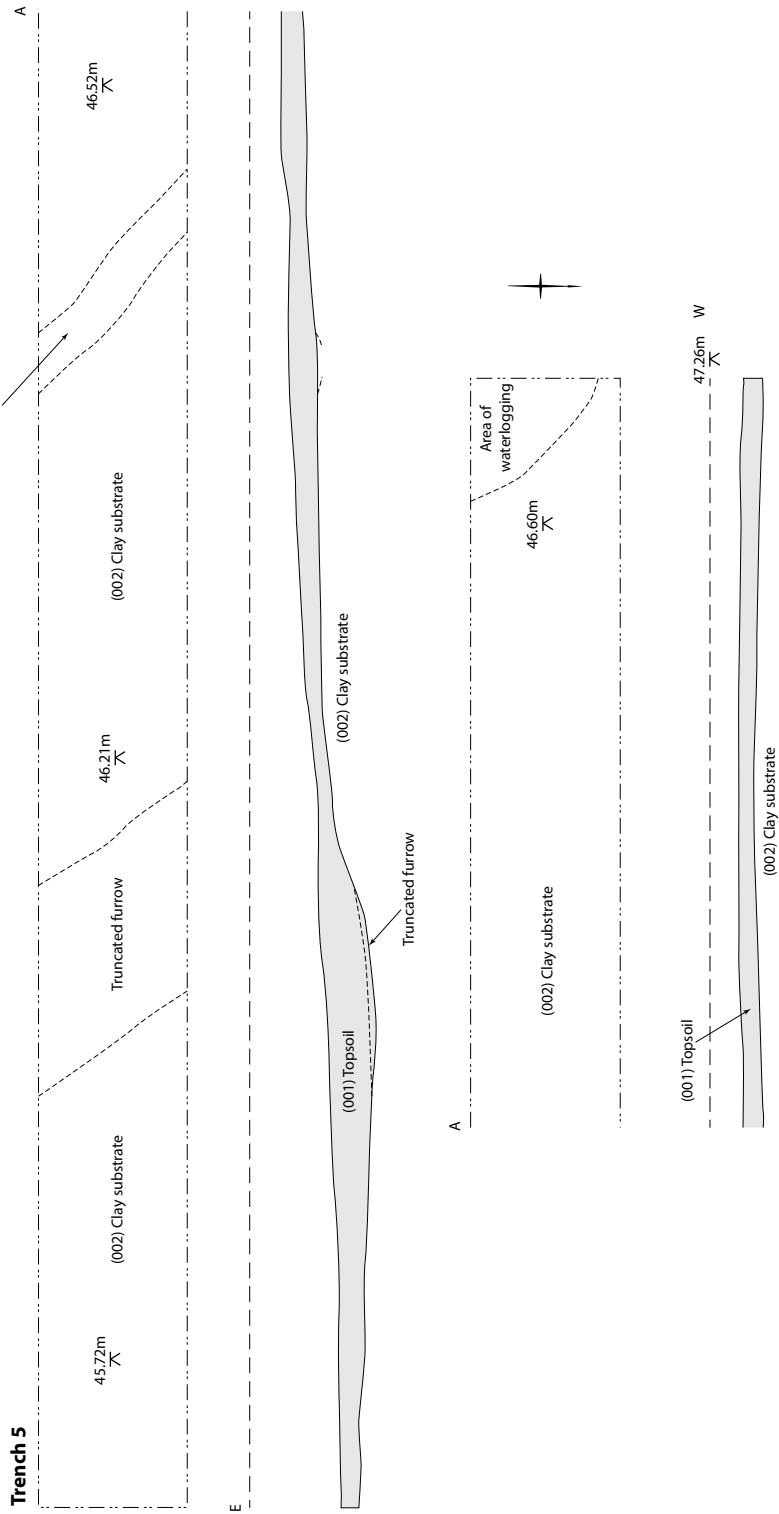 Trench 5
A
45.72m
(002) Clay substrate
Truncated furrow
46.21m
(002) Clay substrate
46.52m
E
(001) Topsoil
Truncated furrow
(002) Clay substrate
A
(002) Clay substrate
46.60m
Area of
waterlogging
47.26m
W
(001) Topsoil
(002) Clay substrate